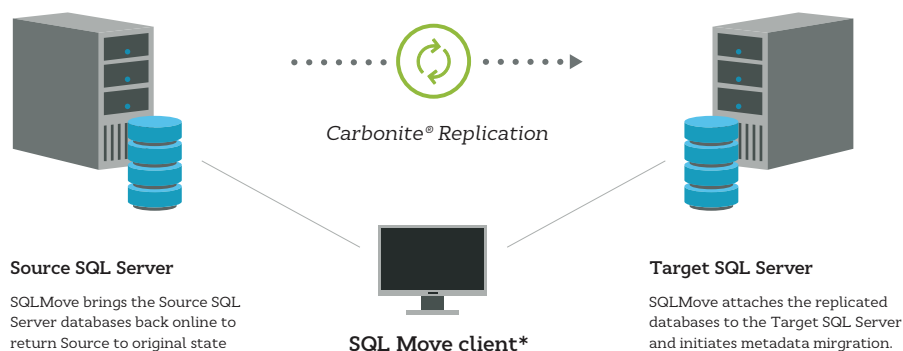 Carbonite® Replication
Source SQL Server
SQLMove brings the Source SQL
Server databases back online to
return Source to original state
SQL Move client*
Target SQL Server
SQLMove attaches the replicated
databases to the Target SQL Server
and initiates metadata mirgration.